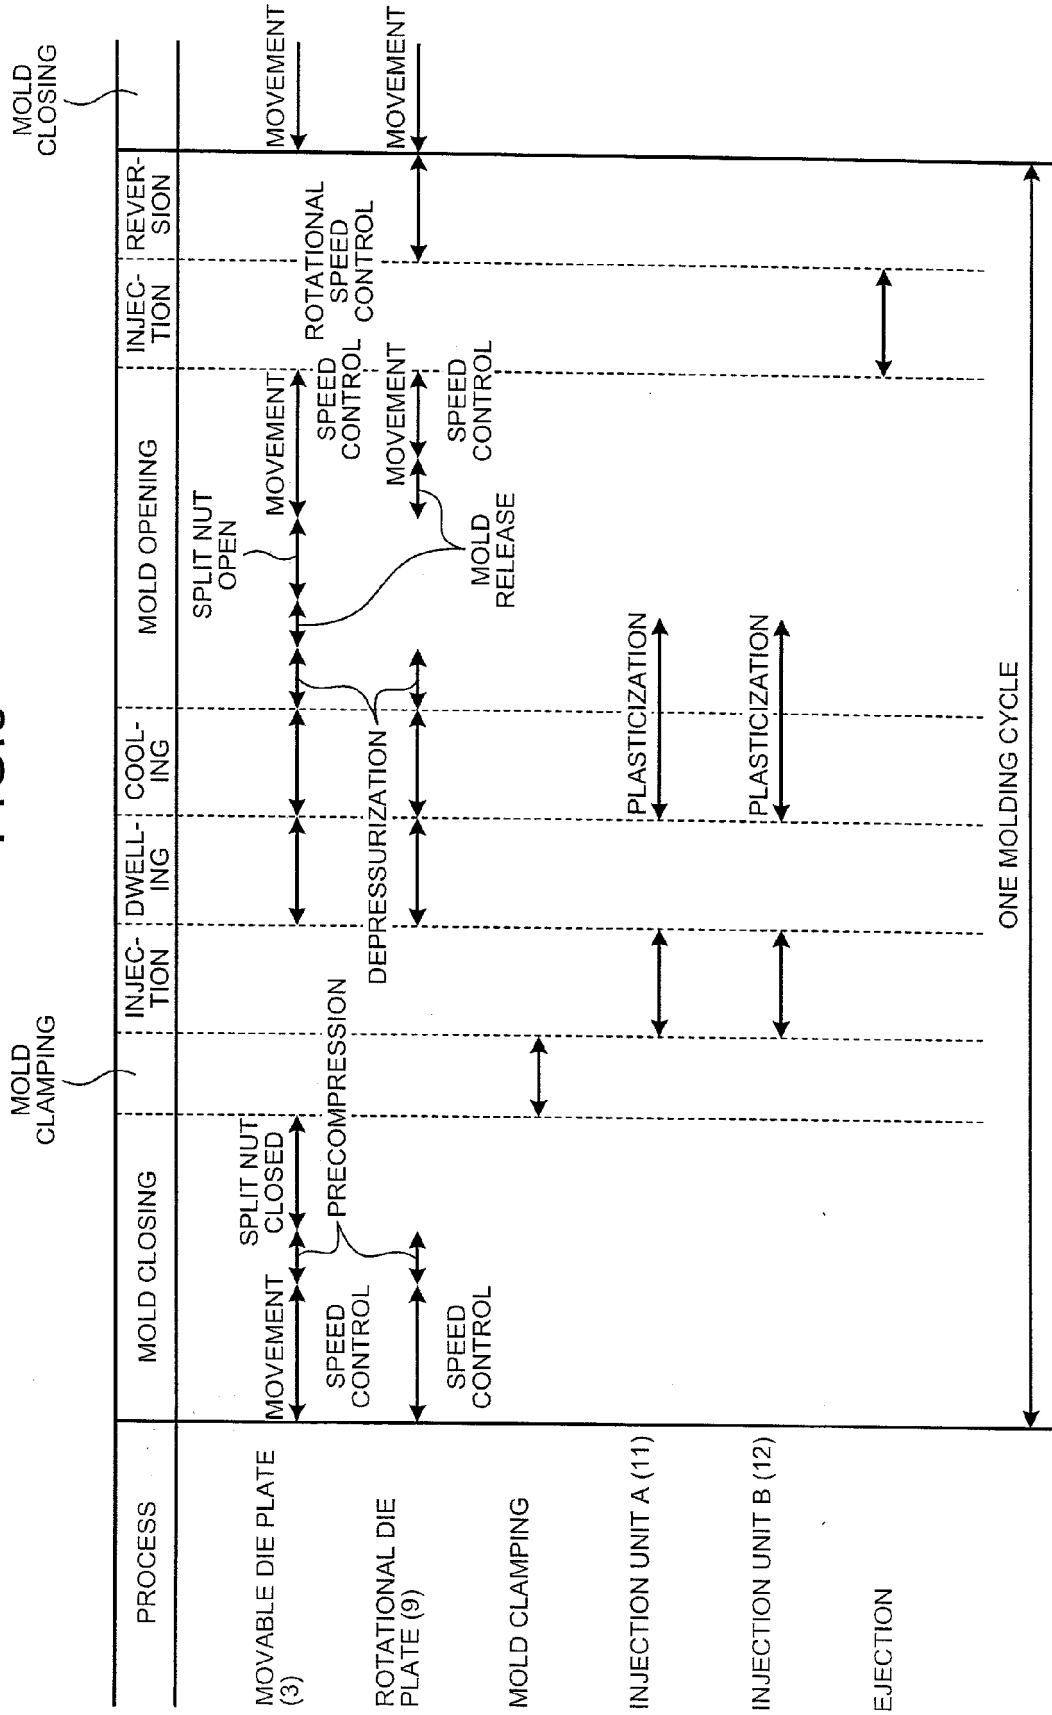 MOLD
CLAMPING
MOLD
CLOSING
PROCESS
MOLD CLOSING
INJEC-
TION
DWELL-
ING
COOL-
ING
MOLD OPENING
INJEC-
TION
REVER-
SION
MOVABLE DIE PLATE
(3)
MOVEMENT
SPLIT NUT
CLOSED
SPLIT NUT
OPEN
MOVEMENT
MOVEMENT
SPEED
CONTROL
PRECOMPRESSION
DEPRESSURIZATION
SPEED
CONTROL
ROTATIONAL
SPEED
CONTROL
ROTATIONAL DIE
PLATE (9)
MOVEMENT
MOVEMENT
SPEED
CONTROL
MOLD
RELEASE
SPEED
CONTROL
MOLD CLAMPING
INJECTION UNIT A (11)
PLASTICIZATION
INJECTION UNIT B (12)
PLASTICIZATION
EJECTION
ONE MOLDING CYCLE